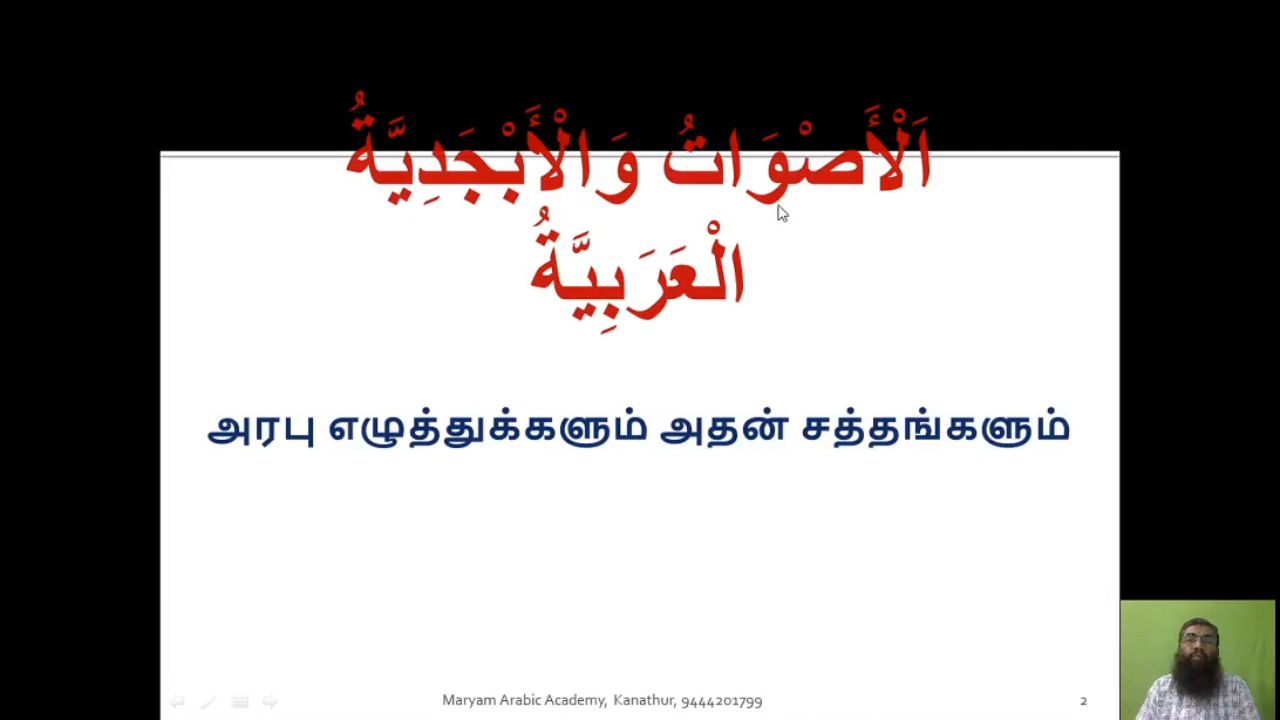 اَلْأَصْوَاتُ وَالْأَبْجَدِيَّةُ
الْعَرَبِيَّةُ
அரபு எழுத்துக்களும் அதன் சத்தங்களும்
Maryam Arabic Academy, Kanathur, 9444201799
2